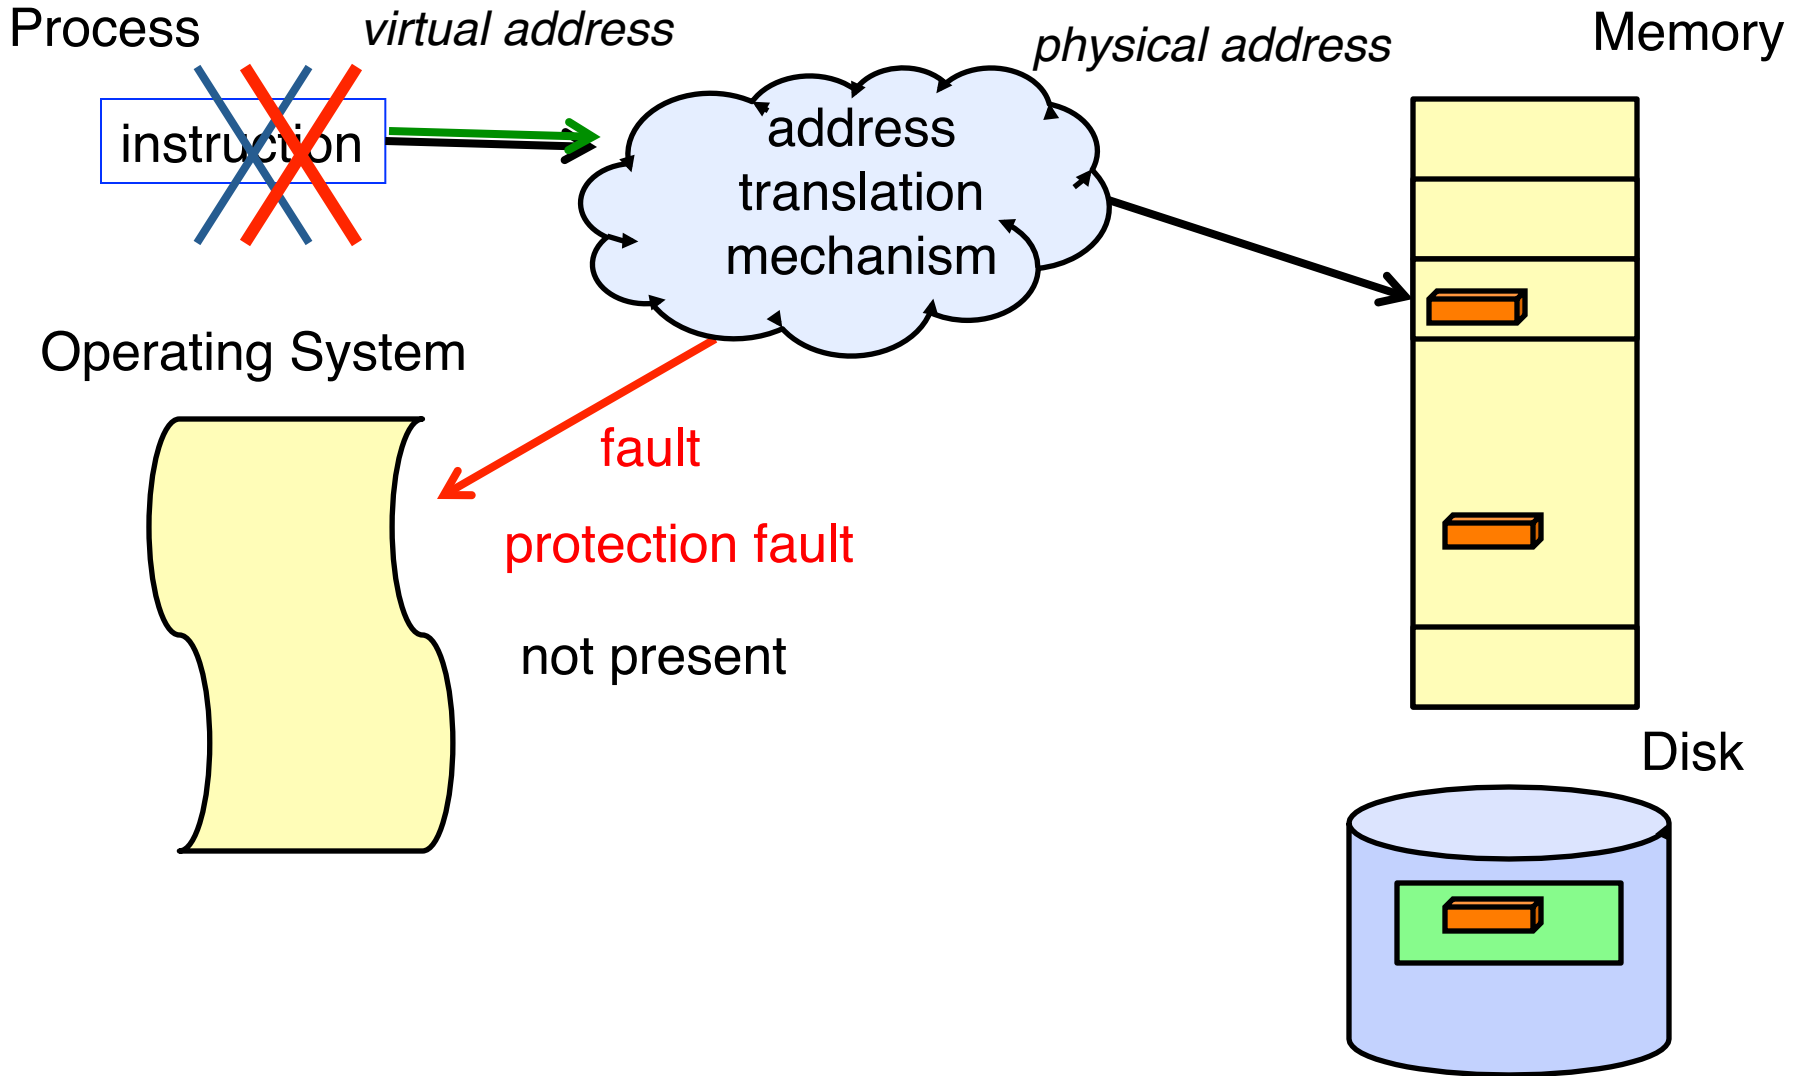 Process
virtual address
physical address
Memory
instruction
address
translation
mechanism
Operating System
fault
protection fault
not present
Disk